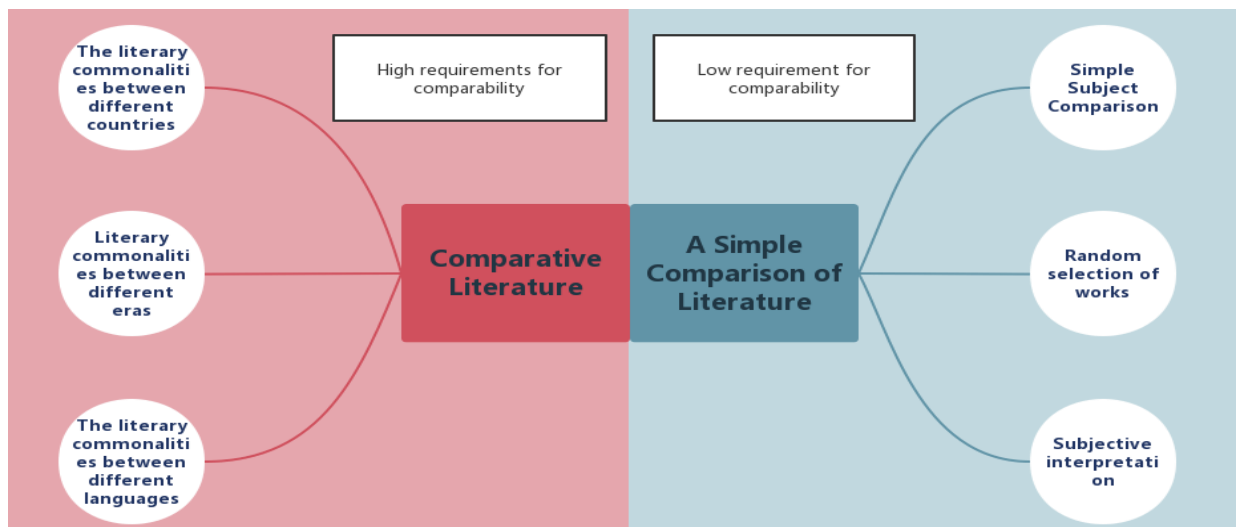 The literary
commonaliti
es between
different
countries
High requirements for
comparability
Low requirement for
comparability
Simple
Subject
Comparison
Literary
commonaliti
es between
different
eras
Comparative
Literature
A Simple
Comparison of
Literature
Random
selection of
works
The literary
commonaliti
es between
different
languages
Subjective
interpretati
on